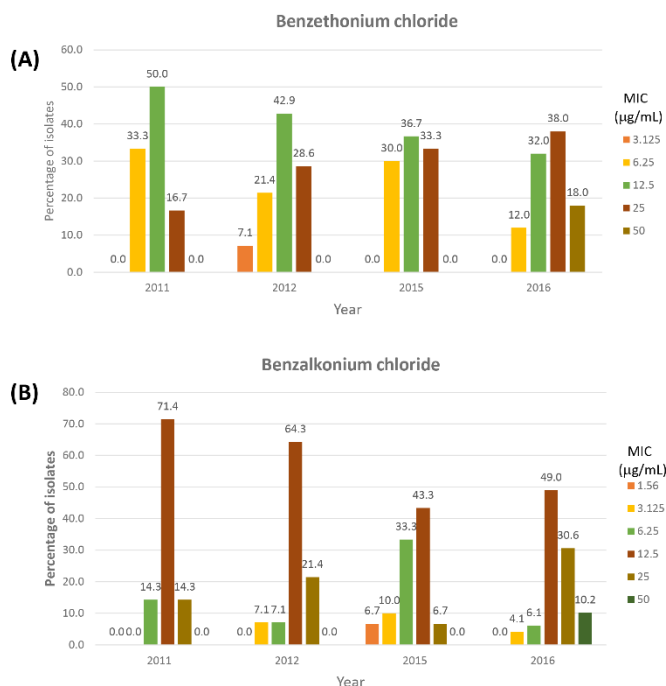 Benzethonium chloride
(A)
Percentage of isolates
60.0
50.0
40.0
30.0
20.0
10.0
0.0
0.0 33.3 50.0 16.7 0.0
7.1 21.4 42.9 28.6 0.0
0.0 30.0 36.7 33.3 0.0
0.0 12.0 32.0 38.0 18.0
2011 2012 2015 2016
Year
MIC
(µg/mL)
3.125
6.25
12.5
25
50
Benzalkonium chloride
(B)
Percentage of isolates
80.0
70.0
60.0
50.0
40.0
30.0
20.0
10.0
0.0
0.0 0.0 14.3 71.4 14.3 0.0
0.0 7.1 7.1 64.3 21.4 0.0
6.7 10.0 33.3 43.3 6.7 0.0
0.0 4.1 6.1 49.0 30.6 10.2
2011 2012 2015 2016
Year
MIC
(µg/mL)
1.56
3.125
6.25
12.5
25
50